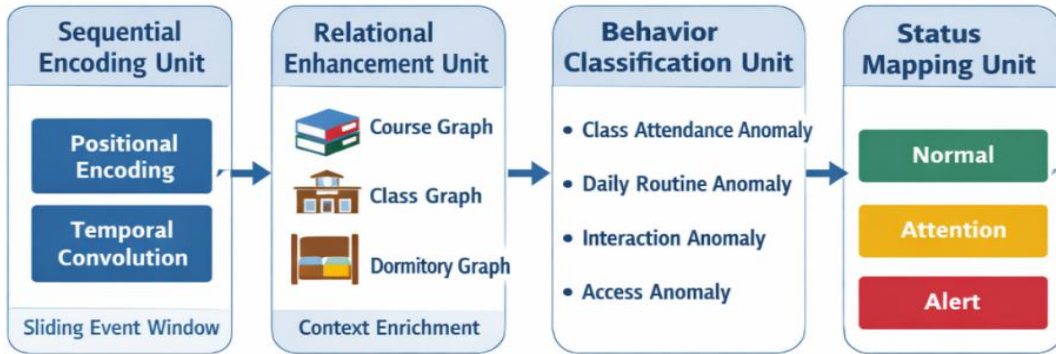 Sequential
Encoding Unit
Positional
Encoding
Temporal
Convolution
Sliding Event Window
Relational
Enhancement Unit
Course Graph
Class Graph
Dormitory Graph
Context Enrichment
Behavior
Classification Unit
• Class Attendance Anomaly
• Daily Routine Anomaly
• Interaction Anomaly
• Access Anomaly
Status
Mapping Unit
Normal
Attention
Alert